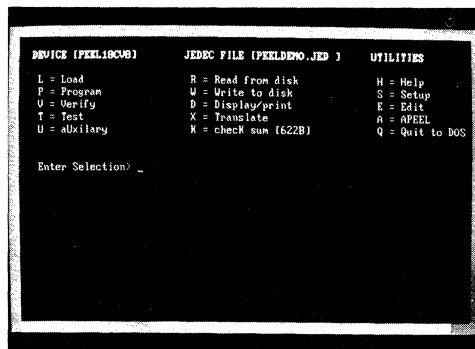 DEVICE [PEEL18CV8] JEDEC FILE [PEELDEMO.JED ] UTILITIES
L = Load R = Read from disk H = Help
P = Program W = Write to disk S = Setup
V = Verify D = Display/print E = Edit
T = Test X = Translate A = APEEL
U = aUxilary K = checK sum [622B] Q = Quit to DOS
Enter Selection> _